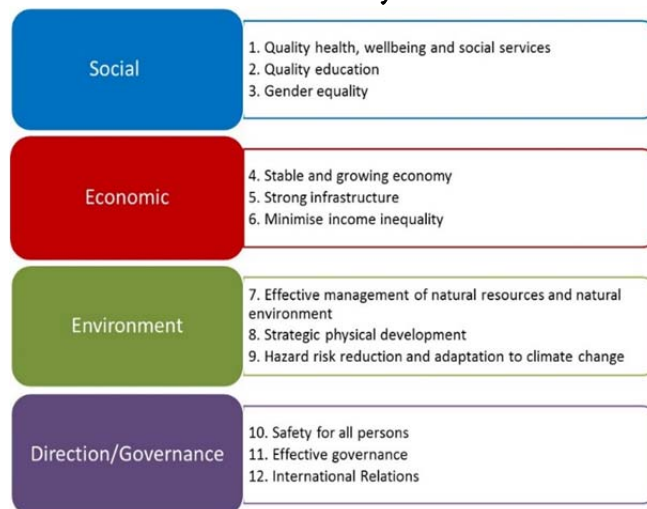 Social
1. Quality health, wellbeing and social services
2. Quality education
3. Gender equality
Economic
4. Stable and growing economy
5. Strong infrastructure
6. Minimise income inequality
Environment
7. Effective management of natural resources and natural
environment
8. Strategic physical development
9. Hazard risk reduction and adaptation to climate change
Direction/Governance
10. Safety for all persons
11. Effective governance
12. International Relations